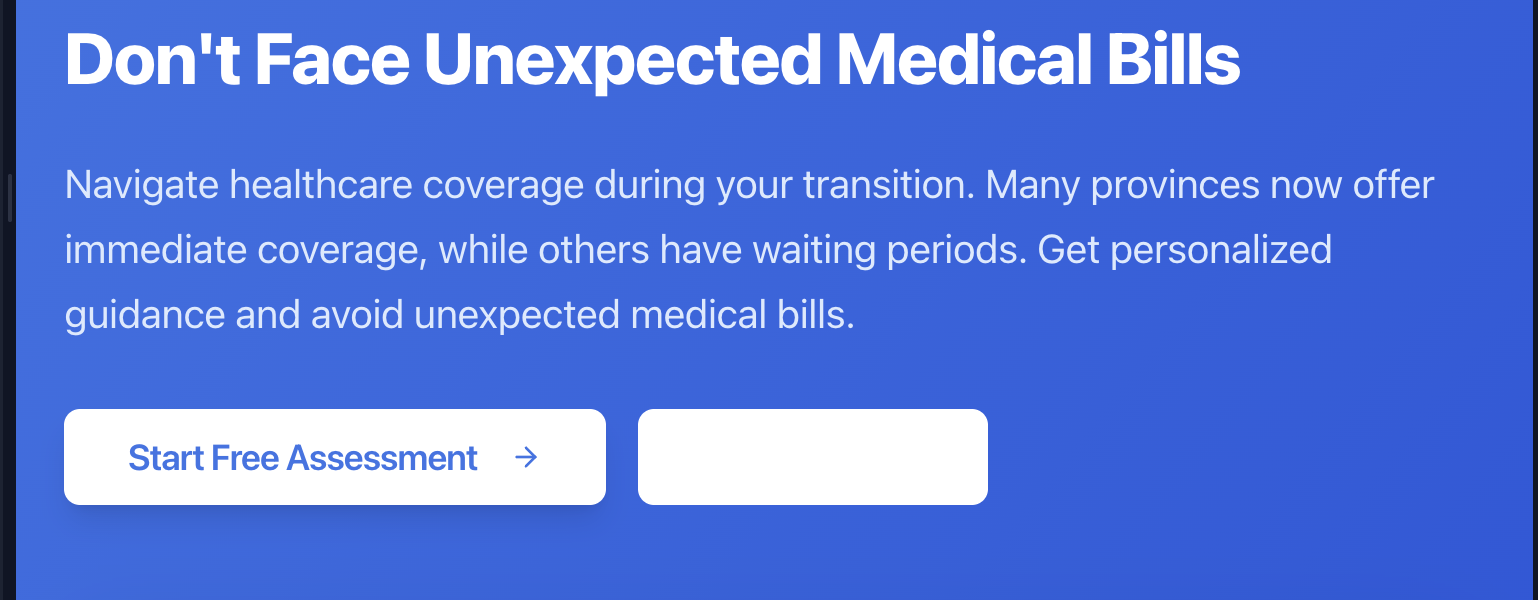 Don't Face Unexpected Medical Bills
Navigate healthcare coverage during your transition. Many provinces now offer
immediate coverage, while others have waiting periods. Get personalized
guidance and avoid unexpected medical bills.
Start Free Assessment →